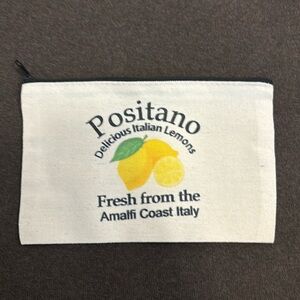 Positano
Delicious Italian Lemons
Fresh from the
Amalfi Coast Italy